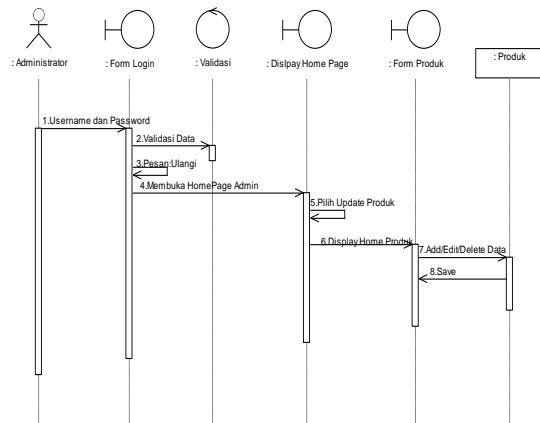 : Administrator
: Form Login
: Validasi
: Dislpay Home Page
: Form Produk
: Produk
1.Username dan Password
2.Validasi Data
3.Pesan:Ulangi
4.Membuka HomePage Admin
5.Pilih Update Produk
6.Display Home Produk
7.Add/Edit/Delete Data
8.Save